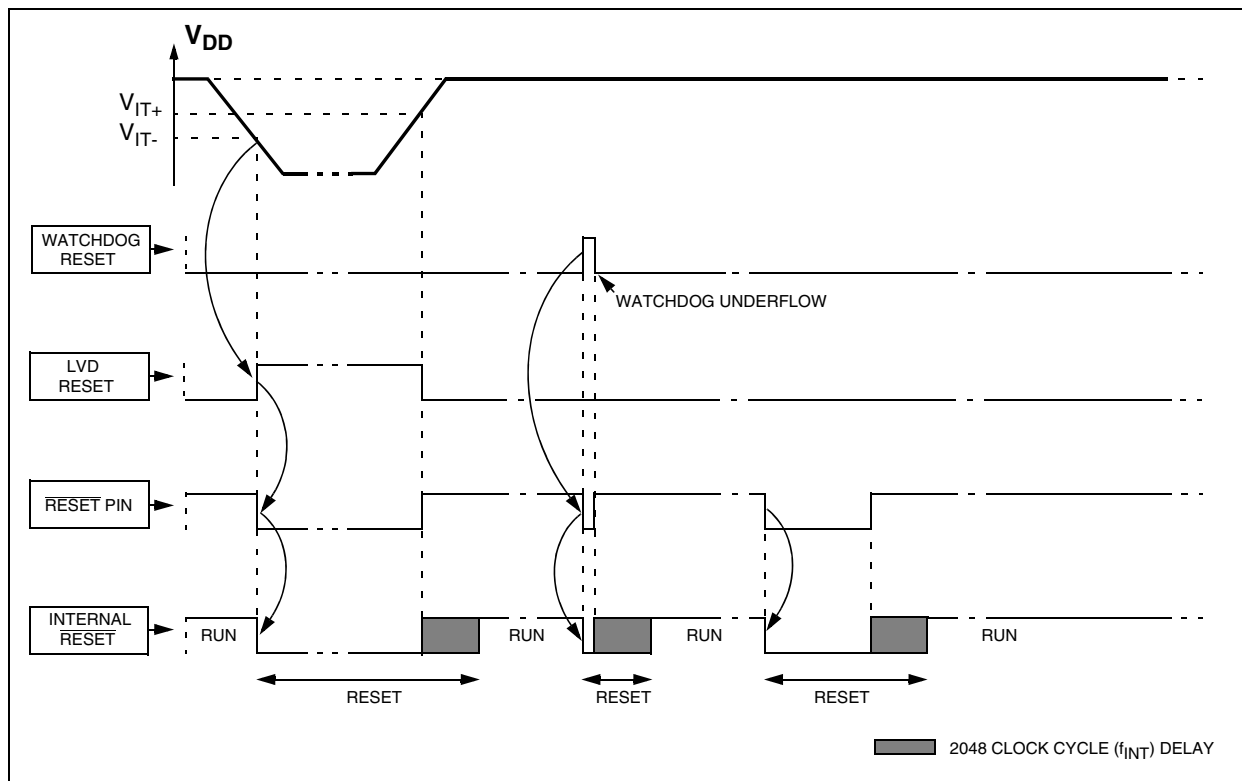 VDD
VIT+
VIT-
WATCHDOG
RESET
WATCHDOG UNDERFLOW
LVD
RESET
RESET PIN
INTERNAL
RESET
RUN
RUN
RUN
RUN
RESET
RESET
RESET
2048 CLOCK CYCLE (fINT) DELAY